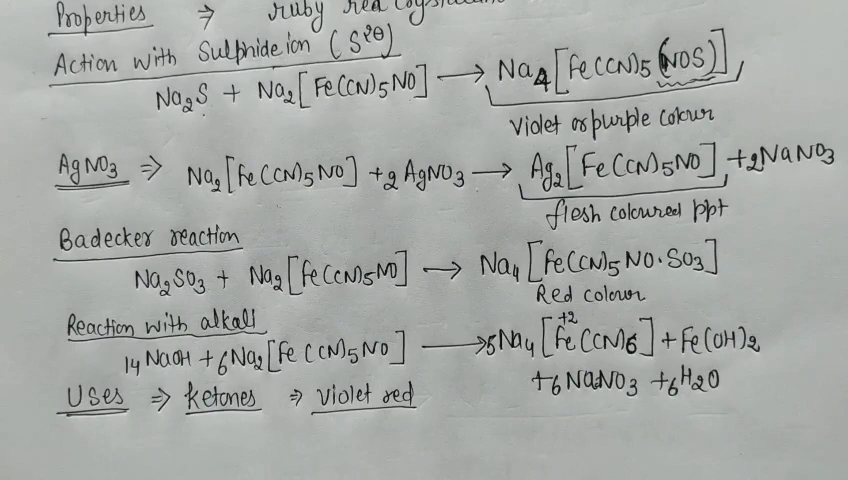 Properties ⇒ ruby red
Action with Sulphide ion (S²⊖)
Na₂S + Na₂[Fe(CN)₅NO] ⟶ Na₄[Fe(CN)₅(NOS)]
violet or purple colour
AgNO₃ ⇒ Na₂[Fe(CN)₅NO] + 2AgNO₃ ⟶ Ag₂[Fe(CN)₅NO] + 2NaNO₃
flesh coloured ppt
Badecker reaction
Na₂SO₃ + Na₂[Fe(CN)₅NO] ⟶ Na₄[Fe(CN)₅NO·SO₃]
Red colour
Reaction with alkali
+2
14NaOH + 6Na₂[Fe(CN)₅NO] ⟶ 5Na₄[Fe(CN)6] + Fe(OH)₂
+ 6NaNO₃ + 6H₂O
Uses ⇒ Ketones ⇒ violet red